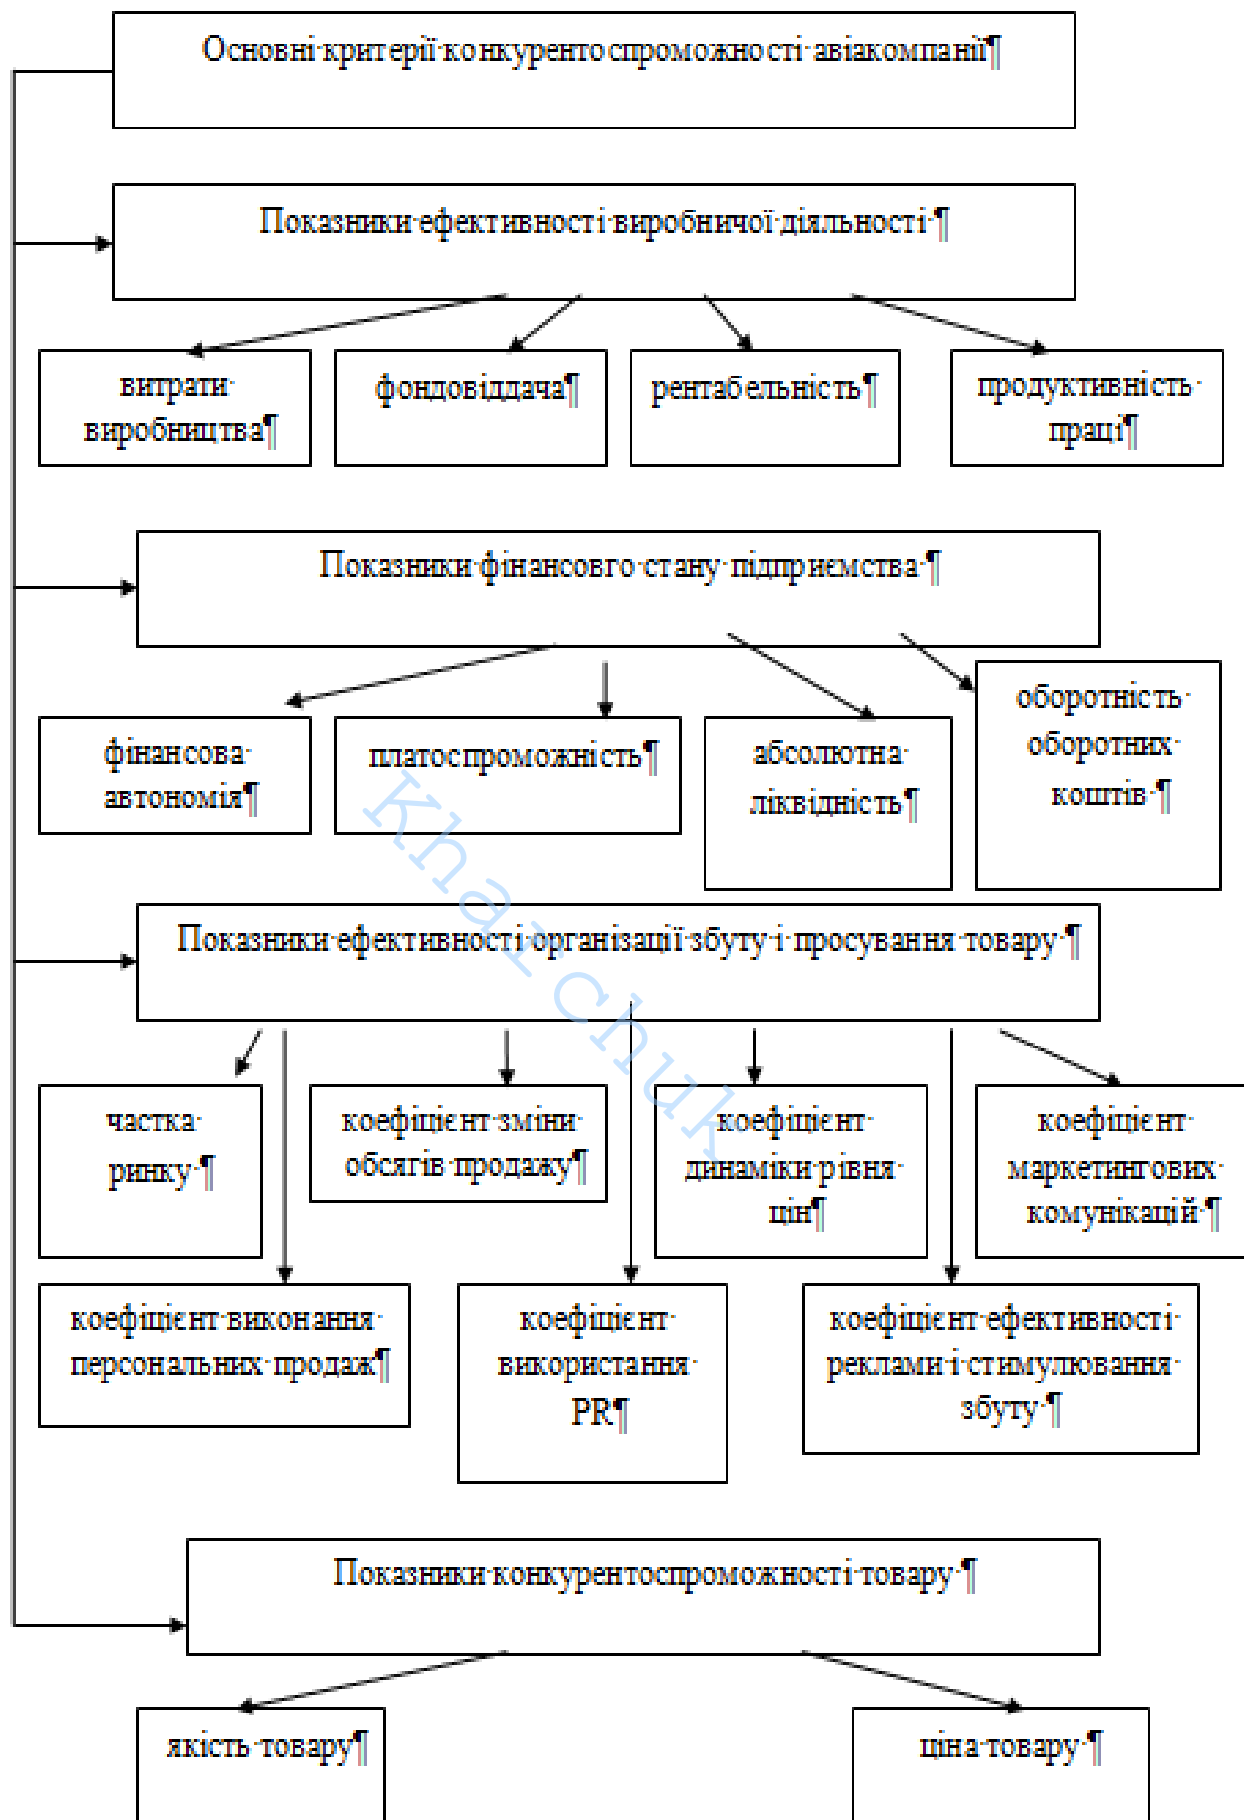 Основні критерії конкурентоспроможності авіакомпанії¶
Показники ефективності виробничої діяльності ¶
витрати
виробництва¶
фондовіддача¶
рентабельність¶
продуктивність
праці¶
Показники фінансовго стану підприємства ¶
фінансова
автономія¶
платоспроможність¶
абсолютна
ліквідність¶
оборотність
оборотних
коштів ¶
Показники ефективності організації збуту і просування товару ¶
частка
ринку ¶
коефіцієнт зміни
обсягів продажу¶
коефіцієнт
динаміки рівня
цін¶
коефіцієнт
маркетингових
комунікацій ¶
коефіцієнт виконання
персональних продаж¶
коефіцієнт
використання
PR¶
коефіцієнт ефективності
реклами і стимулювання
збуту ¶
Показники конкурентоспроможності товару ¶
якість товару¶
ціна товару ¶
Kharchuk